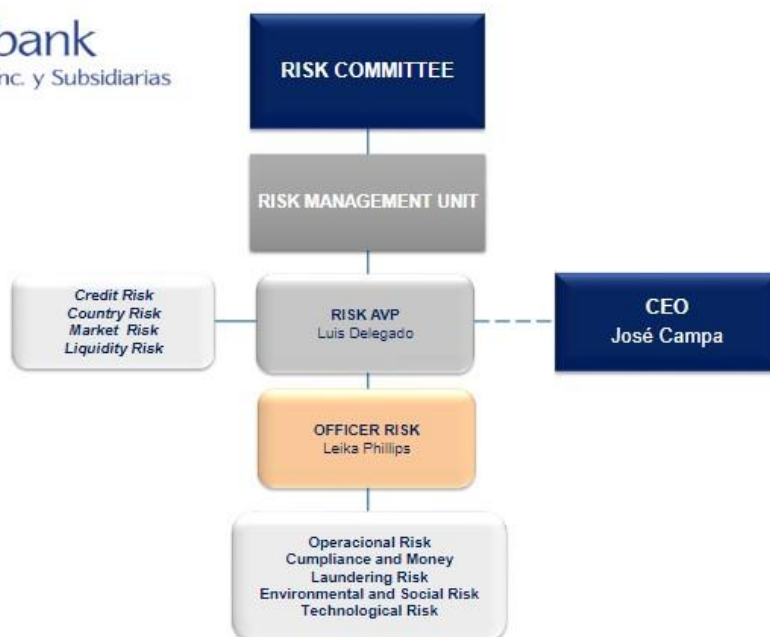 bank
nc. y Subsidiarias
RISK COMMITTEE
RISK MANAGEMENT UNIT
Credit Risk
Country Risk
Market Risk
Liquidity Risk
RISK AVP
Luis Delegado
CEO
José Campa
OFFICER RISK
Leika Phillips
Operacional Risk
Cumpliance and Money
Laundering Risk
Environmental and Social Risk
Technological Risk